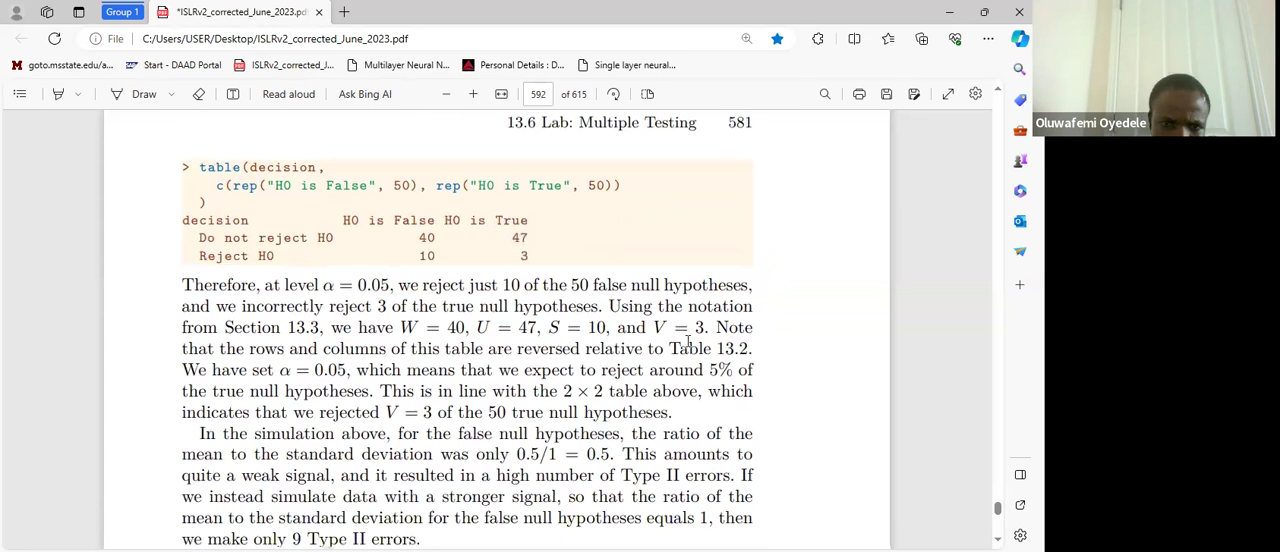 Group 1
*ISLRv2_corrected_June_2023.pdf
File
C:/Users/USER/Desktop/ISLRv2_corrected_June_2023.pdf
goto.msstate.edu/a...
Start - DAAD Portal
ISLRv2_corrected_J...
Multilayer Neural N...
Personal Details : D...
Single layer neural...
Draw
Read aloud
Ask Bing AI
592 of 615
Oluwafemi Oyedele
13.6 Lab: Multiple Testing 581
> table(decision,
c(rep("H0 is False", 50), rep("H0 is True", 50))
)
decision H0 is False H0 is True
Do not reject H0 40 47
Reject H0 10 3
Therefore, at level α = 0.05, we reject just 10 of the 50 false null hypotheses,
and we incorrectly reject 3 of the true null hypotheses. Using the notation
from Section 13.3, we have W = 40, U = 47, S = 10, and V = 3. Note
that the rows and columns of this table are reversed relative to Table 13.2.
We have set α = 0.05, which means that we expect to reject around 5% of
the true null hypotheses. This is in line with the 2 × 2 table above, which
indicates that we rejected V = 3 of the 50 true null hypotheses.
In the simulation above, for the false null hypotheses, the ratio of the
mean to the standard deviation was only 0.5/1 = 0.5. This amounts to
quite a weak signal, and it resulted in a high number of Type II errors. If
we instead simulate data with a stronger signal, so that the ratio of the
mean to the standard deviation for the false null hypotheses equals 1, then
we make only 9 Type II errors.